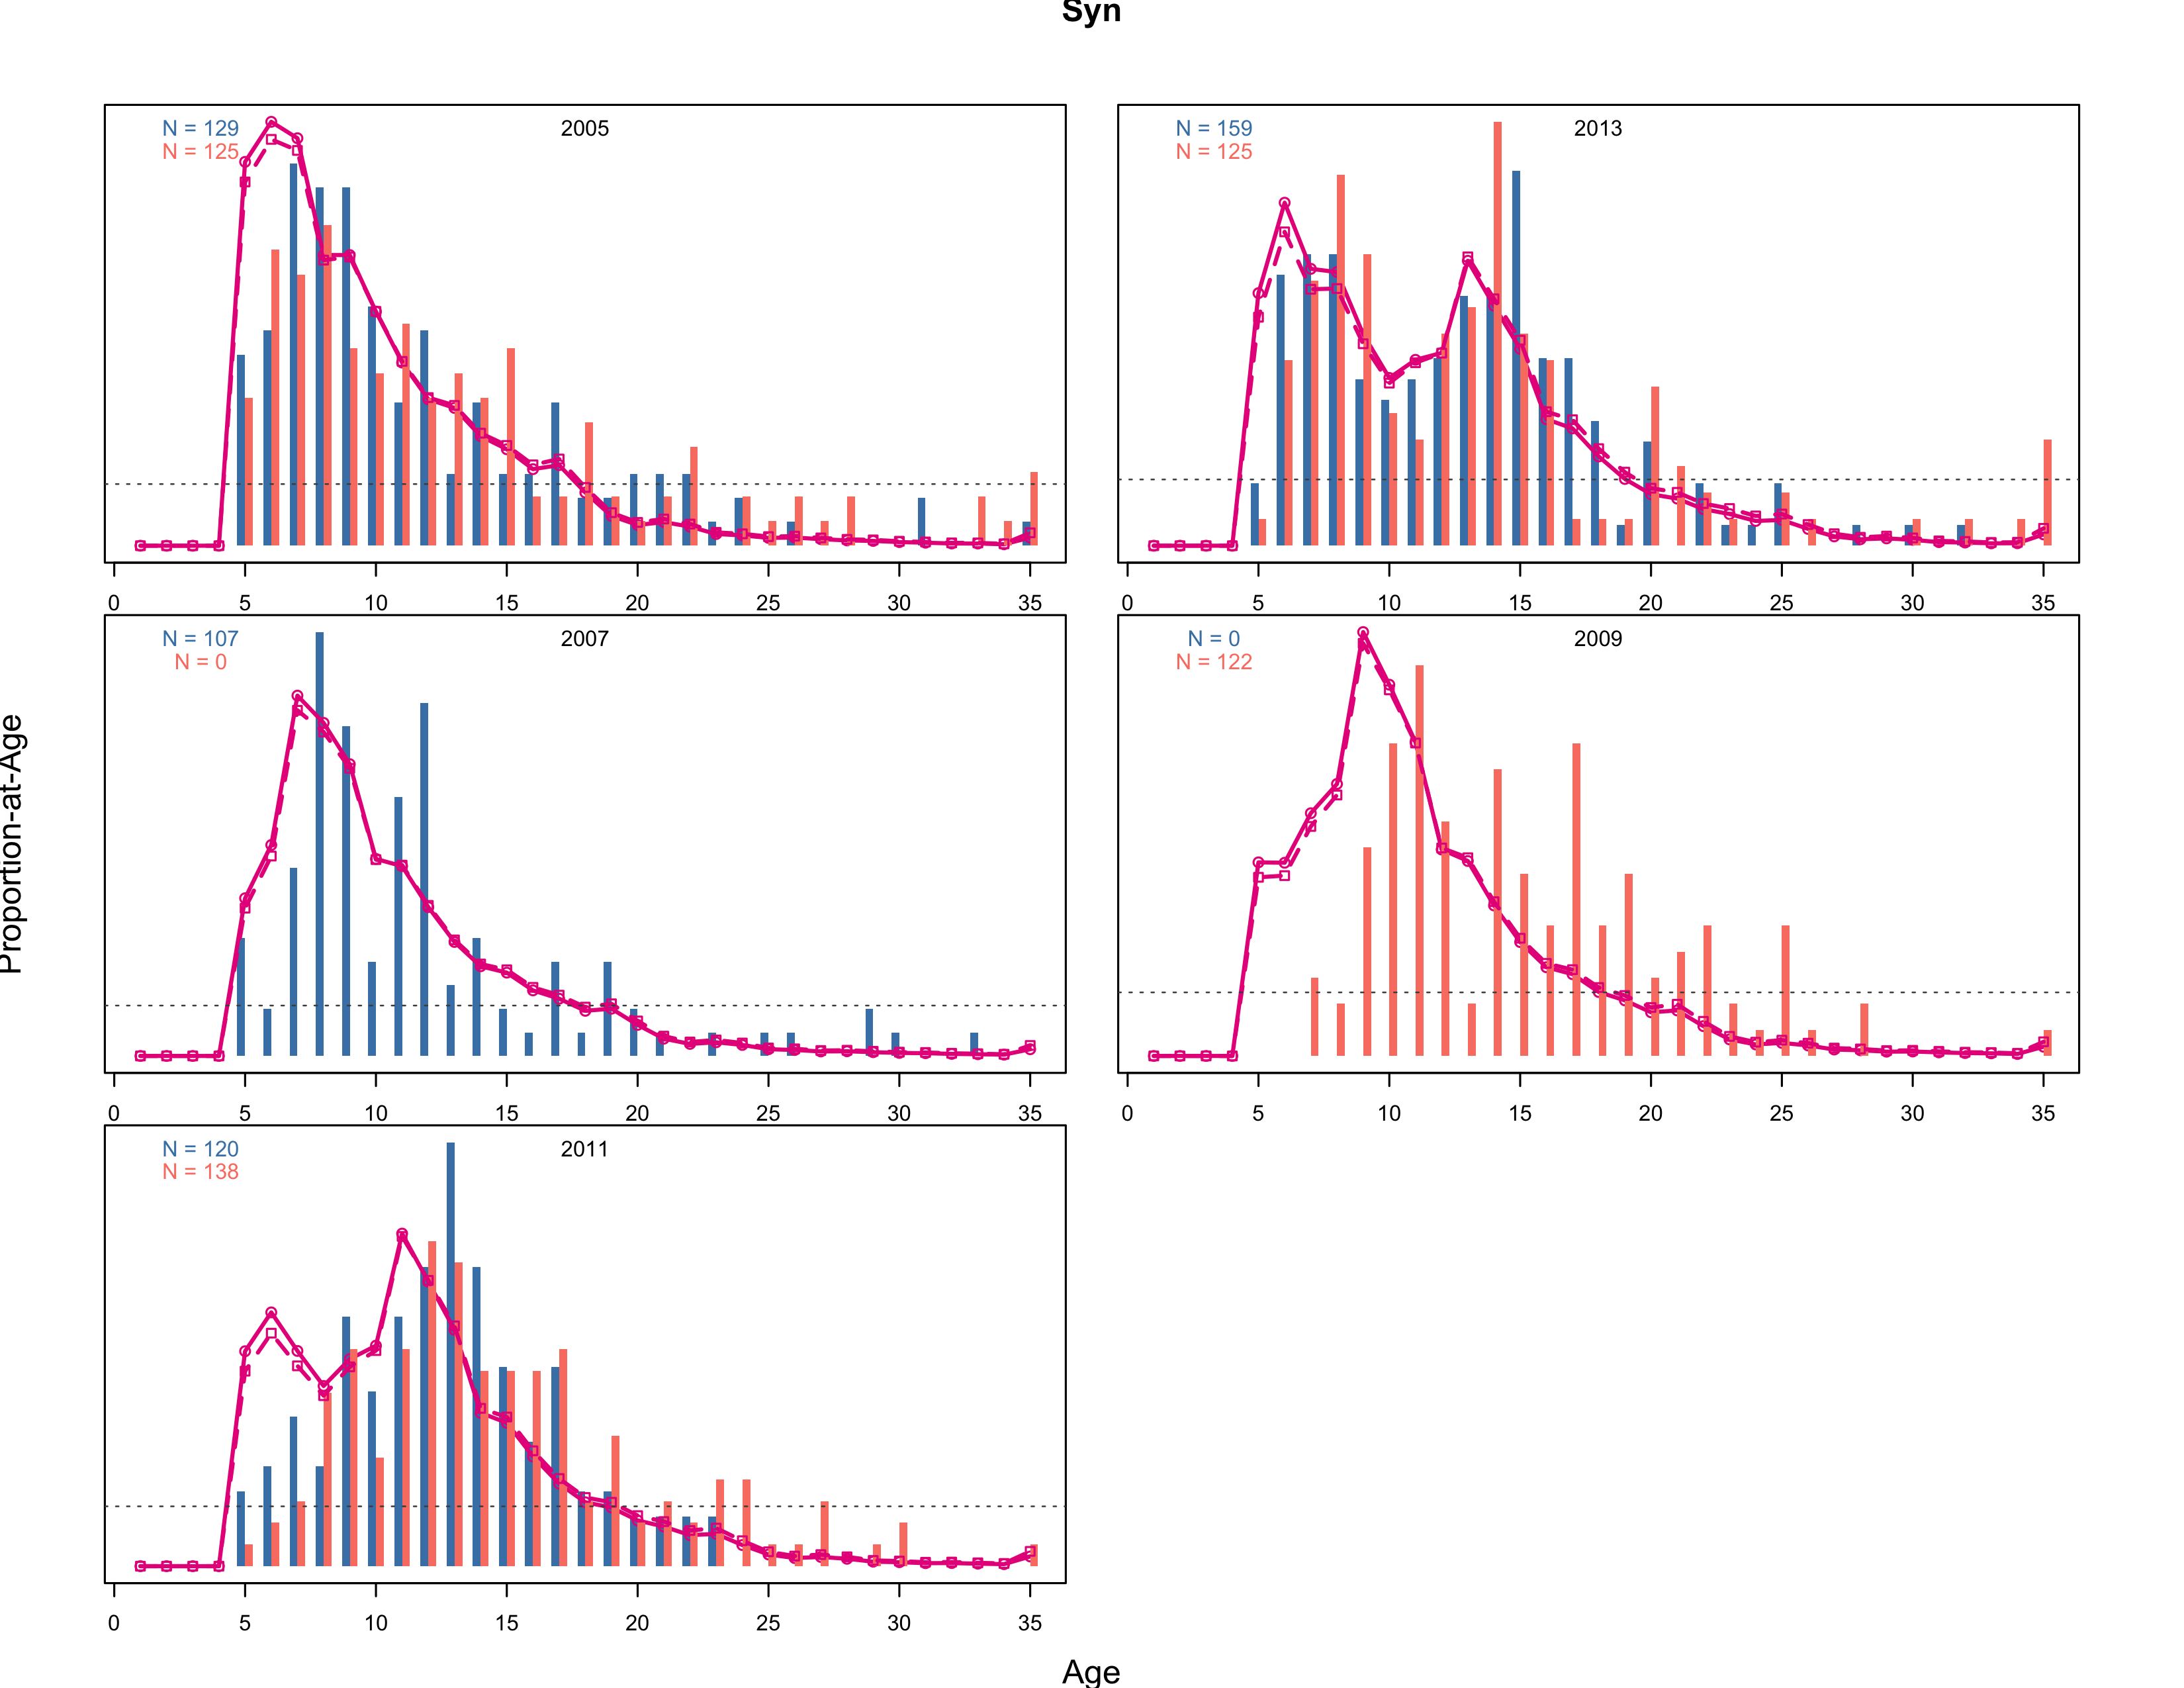 Syn
N = 129
N = 125
2005
0 5 10 15 20 25 30 35
N = 159
N = 125
2013
0 5 10 15 20 25 30 35
N = 107
N = 0
2007
0 5 10 15 20 25 30 35
N = 0
N = 122
2009
0 5 10 15 20 25 30 35
N = 120
N = 138
2011
0 5 10 15 20 25 30 35
Proportion-at-Age
Age